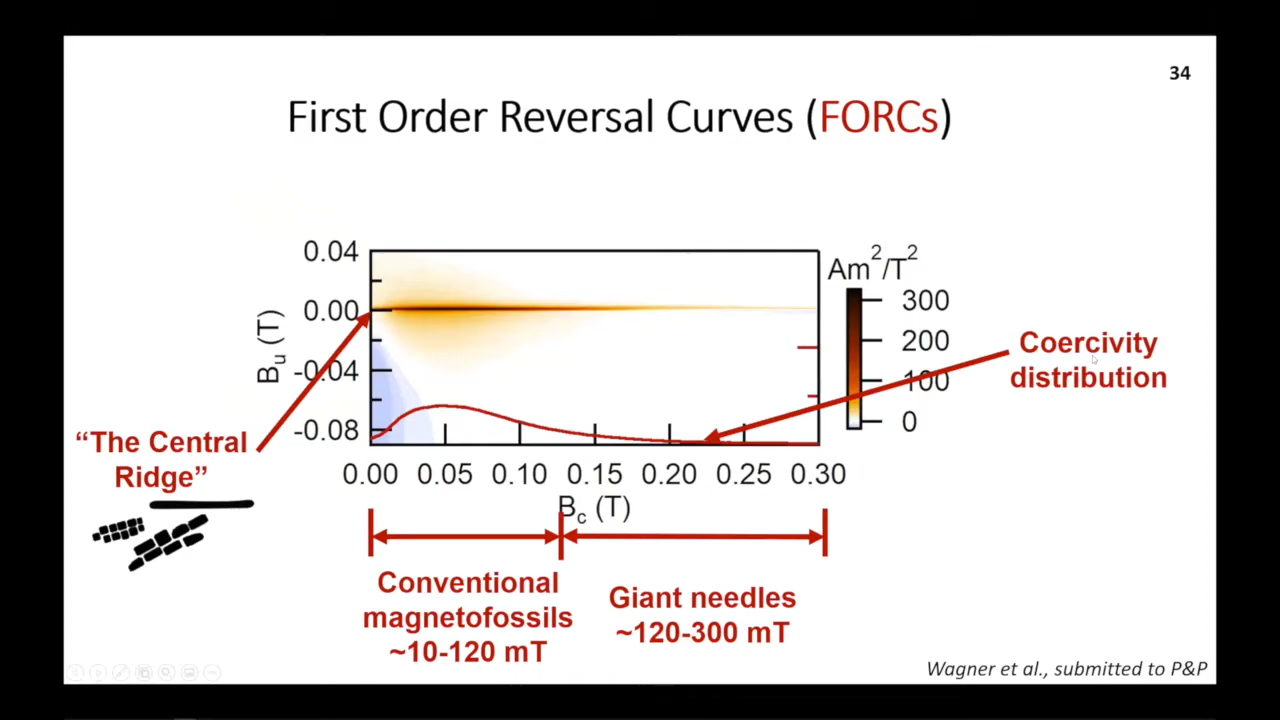 34
First Order Reversal Curves (FORCs)
0.04
0.00
-0.04
-0.08
Bu (T)
0.00 0.05 0.10 0.15 0.20 0.25 0.30
Bc (T)
Am2/T2
300
200
100
0
Coercivity
distribution
“The Central
Ridge”
Conventional
magnetofossils
~10-120 mT
Giant needles
~120-300 mT
Wagner et al., submitted to P&P